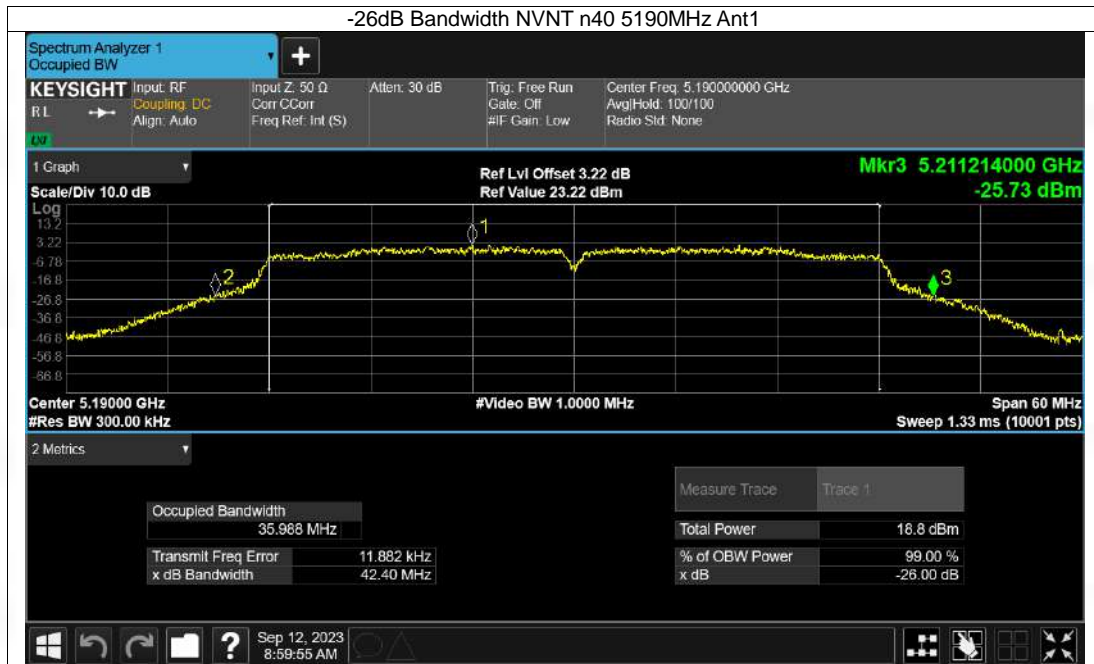 -26dB Bandwidth NVNT n40 5190MHz Ant1
Spectrum Analyzer 1
Occupied BW
+
KEYSIGHT Input: RF Input Z: 50 Ω Atten: 30 dB Trig: Free Run Center Freq: 5.190000000 GHz
RL Coupling: DC Corr CCorr Gate: Off Avg|Hold: 100/100
Align: Auto Freq Ref: Int (S) #IF Gain: Low Radio Std: None
LXI
1 Graph Ref Lvl Offset 3.22 dB Mkr3 5.211214000 GHz
Scale/Div 10.0 dB Ref Value 23.22 dBm -25.73 dBm
Log
13.2
3.22
-6.78
-16.8
-26.8
-36.8
-46.8
-56.8
-66.8
1
2
3
Center 5.19000 GHz #Video BW 1.0000 MHz Span 60 MHz
#Res BW 300.00 kHz Sweep 1.33 ms (10001 pts)
2 Metrics
Measure Trace Trace 1
Occupied Bandwidth
35.988 MHz Total Power 18.8 dBm
Transmit Freq Error 11.882 kHz % of OBW Power 99.00 %
x dB Bandwidth 42.40 MHz x dB -26.00 dB
? Sep 12, 2023
8:59:55 AM